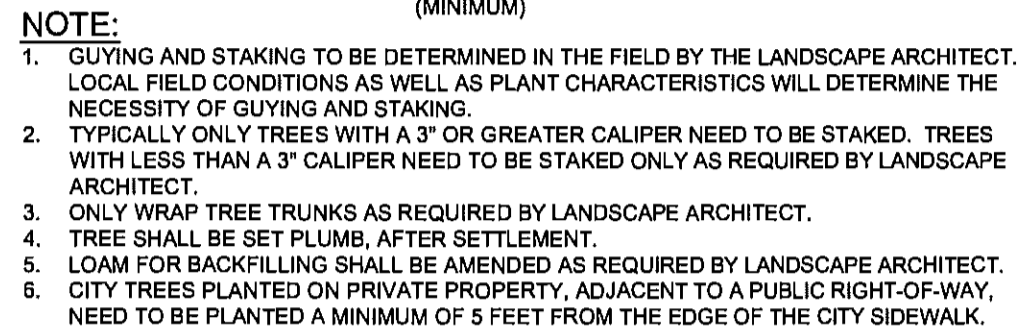 (MINIMUM)
NOTE:
1. GUYING AND STAKING TO BE DETERMINED IN THE FIELD BY THE LANDSCAPE ARCHITECT.
LOCAL FIELD CONDITIONS AS WELL AS PLANT CHARACTERISTICS WILL DETERMINE THE
NECESSITY OF GUYING AND STAKING.
2. TYPICALLY ONLY TREES WITH A 3" OR GREATER CALIPER NEED TO BE STAKED. TREES
WITH LESS THAN A 3" CALIPER NEED TO BE STAKED ONLY AS REQUIRED BY LANDSCAPE
ARCHITECT.
3. ONLY WRAP TREE TRUNKS AS REQUIRED BY LANDSCAPE ARCHITECT.
4. TREE SHALL BE SET PLUMB, AFTER SETTLEMENT.
5. LOAM FOR BACKFILLING SHALL BE AMENDED AS REQUIRED BY LANDSCAPE ARCHITECT.
6. CITY TREES PLANTED ON PRIVATE PROPERTY, ADJACENT TO A PUBLIC RIGHT-OF-WAY,
NEED TO BE PLANTED A MINIMUM OF 5 FEET FROM THE EDGE OF THE CITY SIDEWALK.